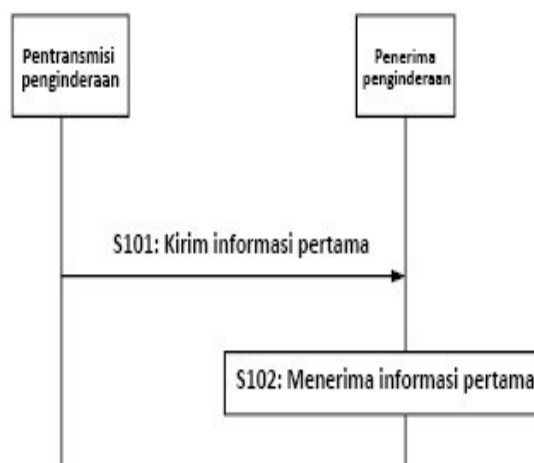 Pentransmisi
penginderaan
Penerima
penginderaan
S101: Kirim informasi pertama
S102: Menerima informasi pertama